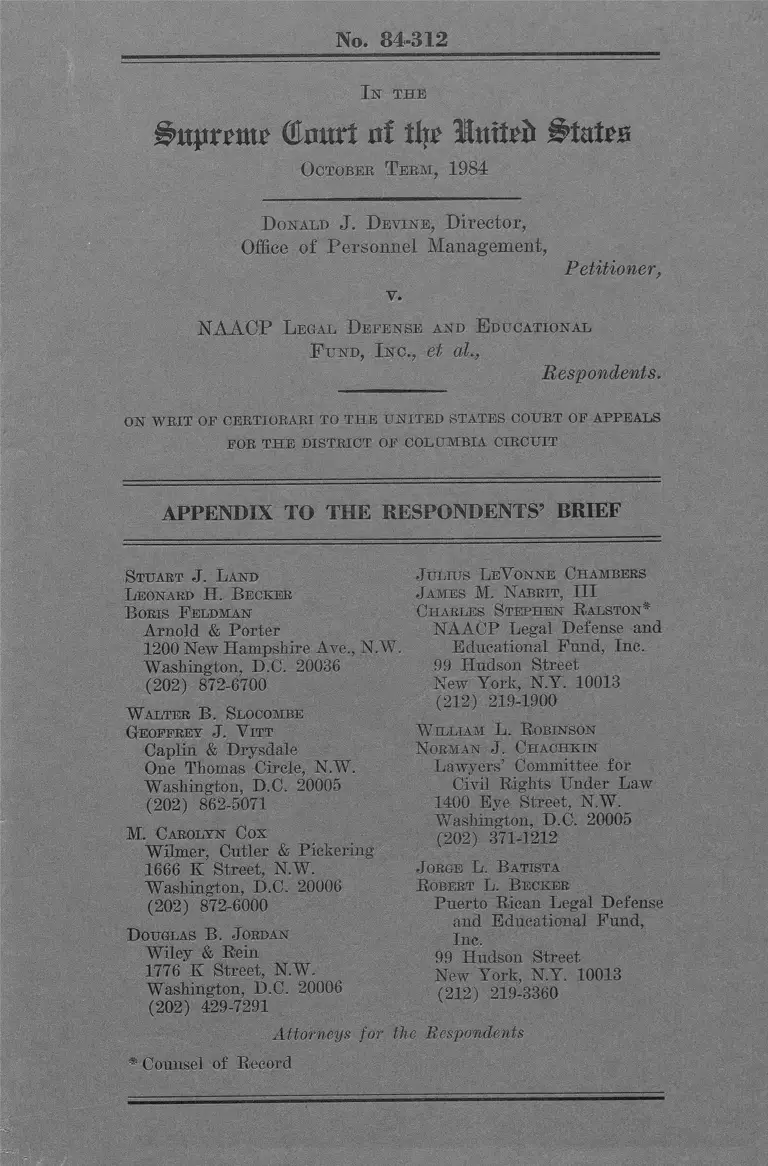 No. 84-312
IN THE
Supreme Court of the United States
OCTOBER TERM, 1984
DONALD J. DEVINE, Director,
Office of Personnel Management,
Petitioner,
v.
NAACP LEGAL DEFENSE AND EDUCATIONAL
FUND, INC., et al.,
Respondents.
ON WRIT OF CERTIORARI TO THE UNITED STATES COURT OF APPEALS
FOR THE DISTRICT OF COLUMBIA CIRCUIT
APPENDIX TO THE RESPONDENTS' BRIEF
STUART J. LAND
LEONARD H. BECKER
BORIS FELDMAN
Arnold & Porter
1200 New Hampshire Ave., N.W.
Washington, D.C. 20036
(202) 872-6700
WALTER B. SLOCOMBE
GEOFFREY J. VITT
Caplin & Drysdale
One Thomas Circle, N.W.
Washington, D.C. 20005
(202) 862-5071
M. CAROLYN COX
Wilmer, Cutler & Pickering
1666 K Street, N.W.
Washington, D.C. 20006
(202) 872-6000
DOUGLAS B. JORDAN
Wiley & Rein
1776 K Street, N.W.
Washington, D.C. 20006
(202) 429-7291
JULIUS LEVONNE CHAMBERS
JAMES M. NABRIT, III
CHARLES STEPHEN RALSTON*
NAACP Legal Defense and
Educational Fund, Inc.
99 Hudson Street
New York, N.Y. 10013
(212) 219-1900
WILLIAM L. ROBINSON
NORMAN J. CHACHKIN
Lawyers' Committee for
Civil Rights Under Law
1400 Eye Street, N.W.
Washington, D.C. 20005
(202) 371-1212
JORGE L. BATISTA
ROBERT L. BECKER
Puerto Rican Legal Defense
and Educational Fund,
Inc.
99 Hudson Street
New York, N.Y. 10013
(212) 219-3360
Attorneys for the Respondents
* Counsel of Record